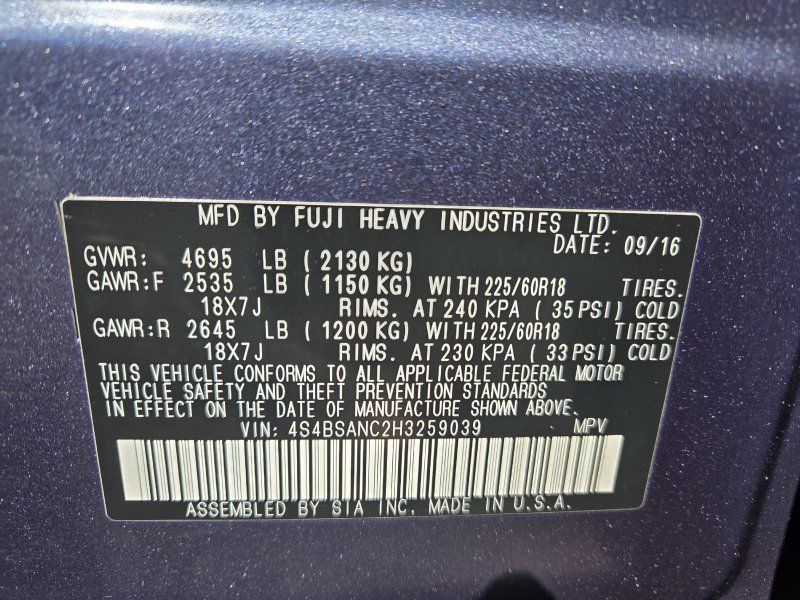 MFD BY FUJI HEAVY INDUSTRIES LTD.
DATE: 09/16
GVWR: 4695 LB ( 2130 KG)
GAWR:F 2535 LB ( 1150 KG) WITH 225/60R18 TIRES.
18X7J RIMS. AT 240 KPA ( 35 PSI) COLD
GAWR:R 2645 LB ( 1200 KG) WITH 225/60R18 TIRES.
18X7J RIMS. AT 230 KPA ( 33 PSI) COLD
THIS VEHICLE CONFORMS TO ALL APPLICABLE FEDERAL MOTOR
VEHICLE SAFETY AND THEFT PREVENTION STANDARDS
IN EFFECT ON THE DATE OF MANUFACTURE SHOWN ABOVE.
VIN: 4S4BSANC2H3259039 MPV
ASSEMBLED BY SIA INC, MADE IN U.S.A.